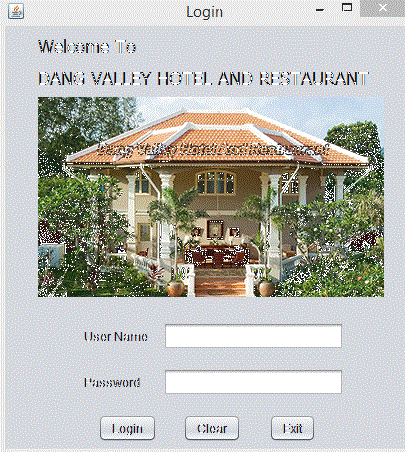 Login
Welcome To
DANG VALLEY HOTEL AND RESTAURANT
Dang Valley Hotel and Restaurant
User Name
Password
Login Clear Exit